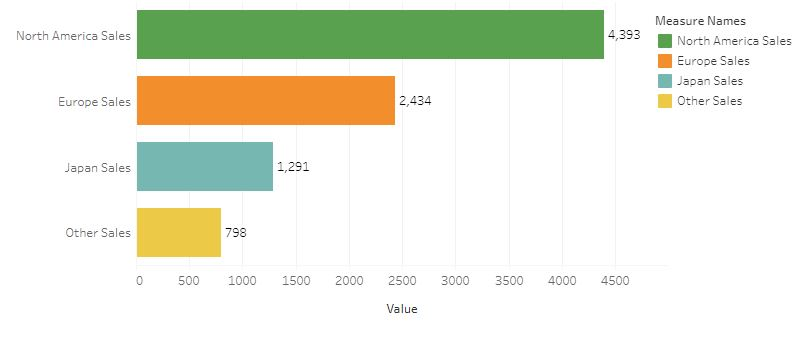 North America Sales
4,393
Europe Sales
2,434
Japan Sales
1,291
Other Sales
798
0 500 1000 1500 2000 2500 3000 3500 4000 4500
Value
Measure Names
North America Sales
Europe Sales
Japan Sales
Other Sales